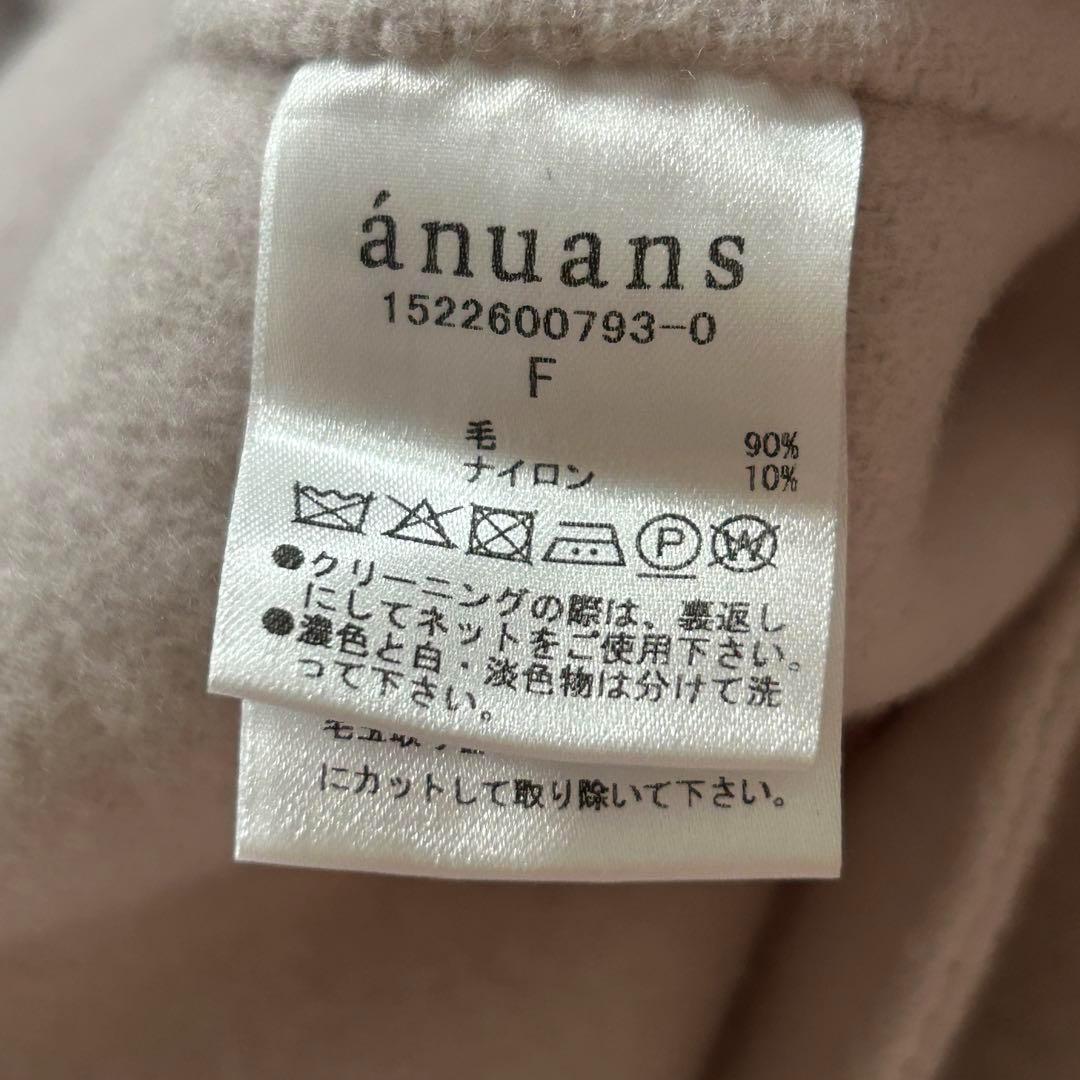 ánuans
1522600793-0
F
毛 90%
ナイロン 10%
P W
●クリーニングの際は、裏返し
にしてネットをご使用下さい。
●濃色と白・淡色物は分けて洗
って下さい。
にカットして取り除いて下さい。